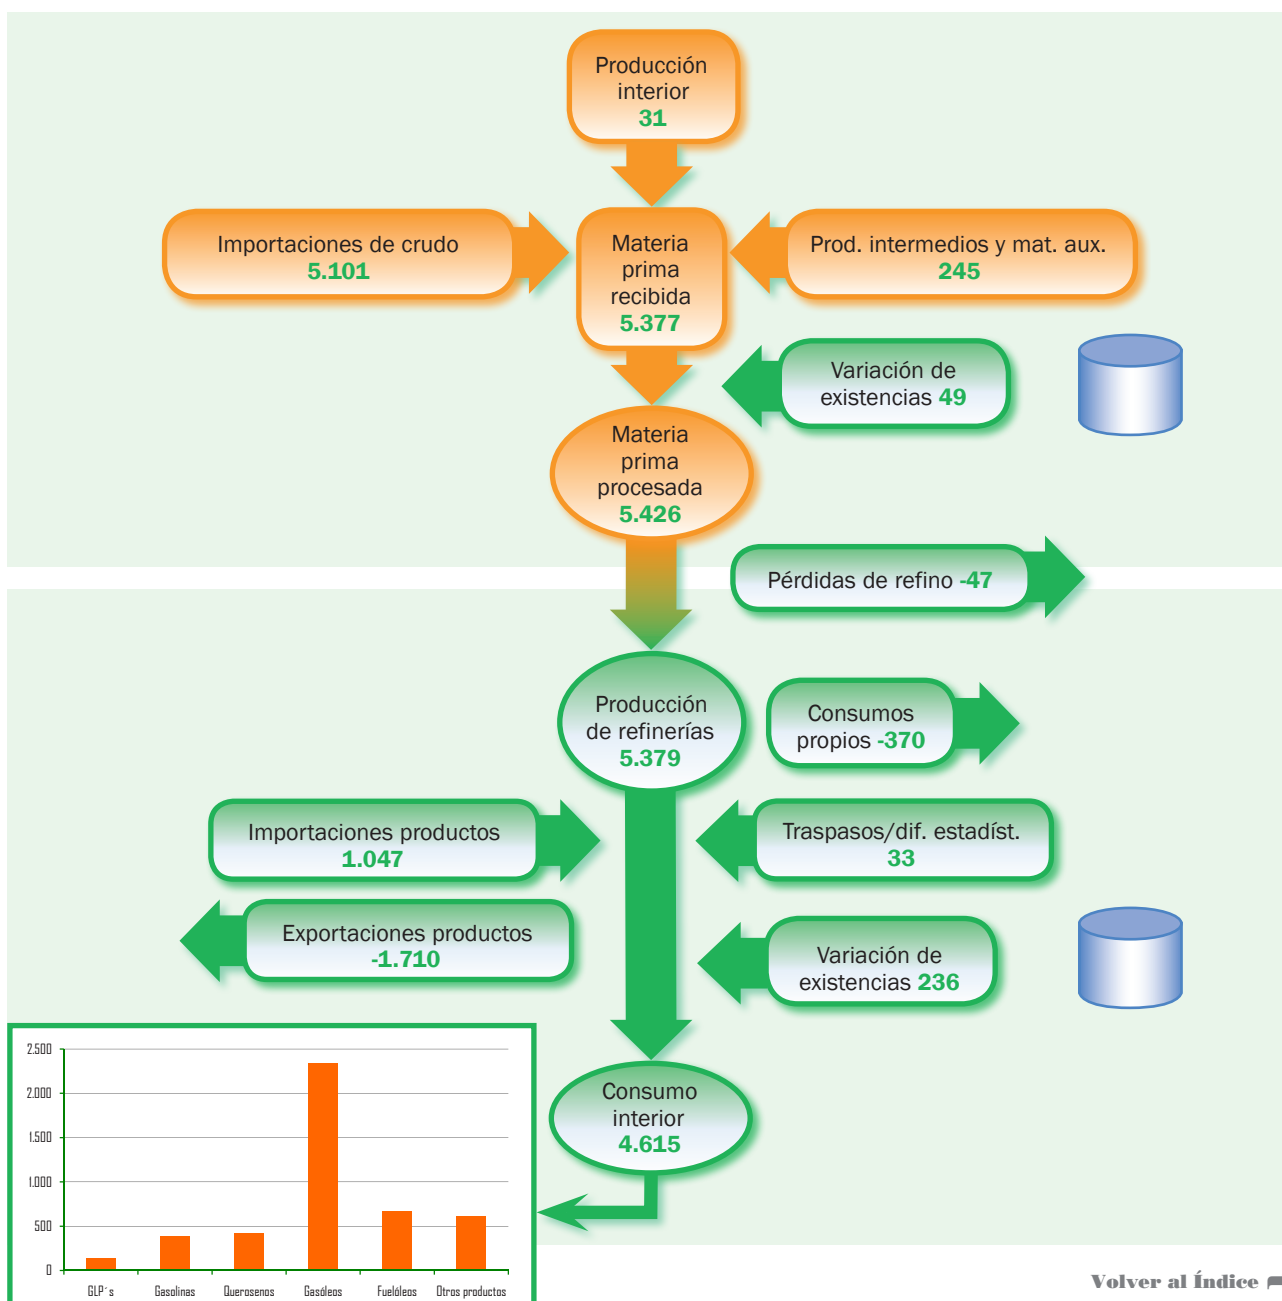 Producción
interior
31
Importaciones de crudo
5.101
Materia
prima
recibida
5.377
Prod. intermedios y mat. aux.
245
Variación de
existencias 49
Materia
prima
procesada
5.426
Pérdidas de refino -47
Producción
de refinerías
5.379
Consumos
propios -370
Importaciones productos
1.047
Traspasos/dif. estadíst.
33
Exportaciones productos
-1.710
Variación de
existencias 236
Consumo
interior
4.615
2.500
2.000
1.500
1.000
500
0
GLP´s Gasolinas Querosenos Gasóleos Fuelóleos Otros productos
Volver al Índice